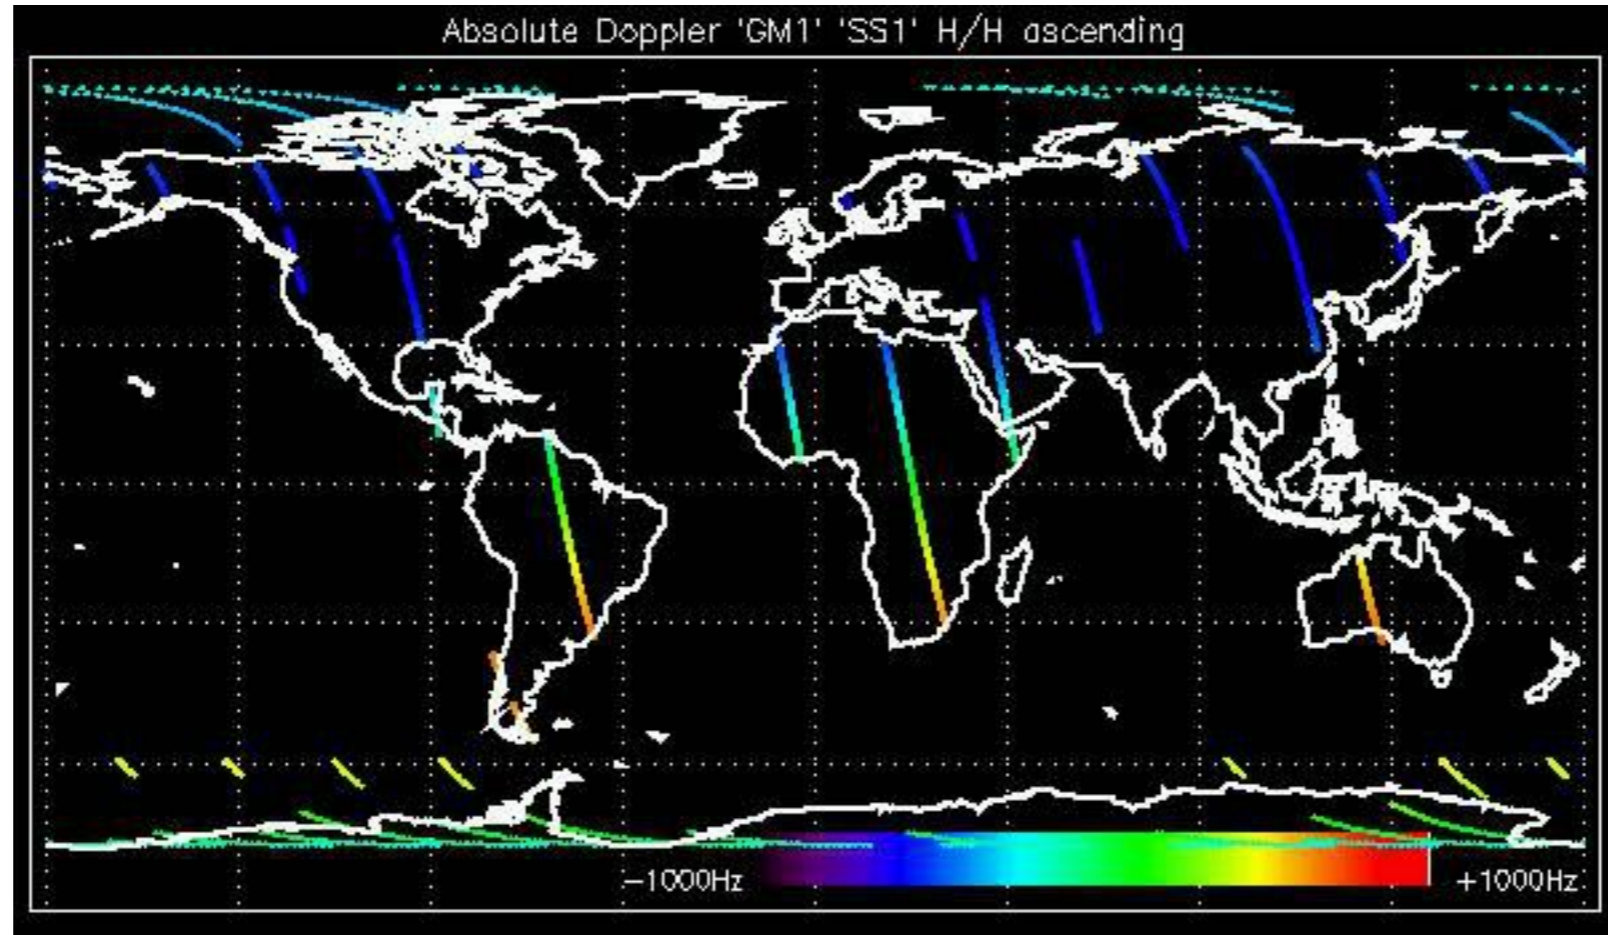 Absolute Doppler 'GM1' 'SS1' H/H ascending
−1000Hz
+1000Hz